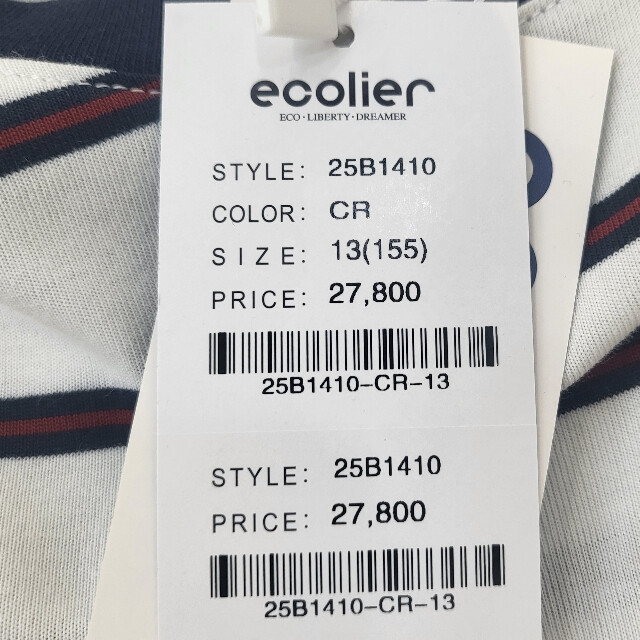 ecolier
ECO·LIBERTY·DREAMER
STYLE: 25B1410
COLOR: CR
SIZE: 13(155)
PRICE: 27,800
25B1410-CR-13
STYLE: 25B1410
PRICE: 27,800
25B1410-CR-13